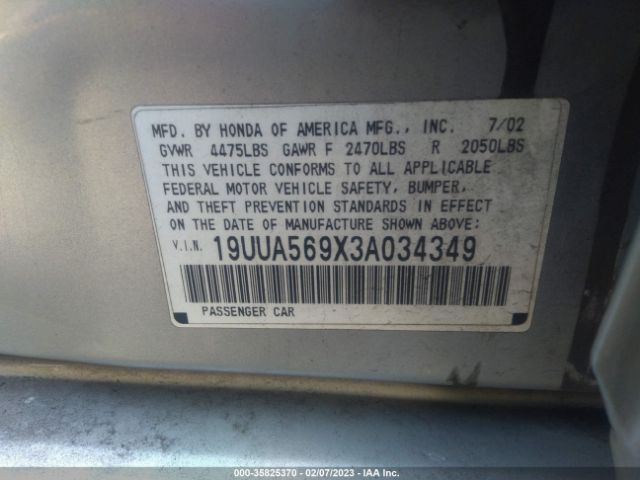 MFD. BY HONDA OF AMERICA MFG., INC. 7/02
GVWR 4475LBS GAWR F 2470LBS R 2050LBS
THIS VEHICLE CONFORMS TO ALL APPLICABLE
FEDERAL MOTOR VEHICLE SAFETY, BUMPER,
AND THEFT PREVENTION STANDARDS IN EFFECT
ON THE DATE OF MANUFACTURE SHOWN ABOVE:
V.I.N. 19UUA569X3A034349
PASSENGER CAR
000-35825370 - 02/07/2023 - IAA Inc.